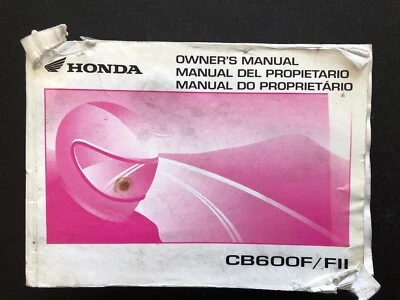 HONDA
OWNER'S MANUAL
MANUAL DEL PROPIETARIO
MANUAL DO PROPRIETÁRIO
CB600F/FII